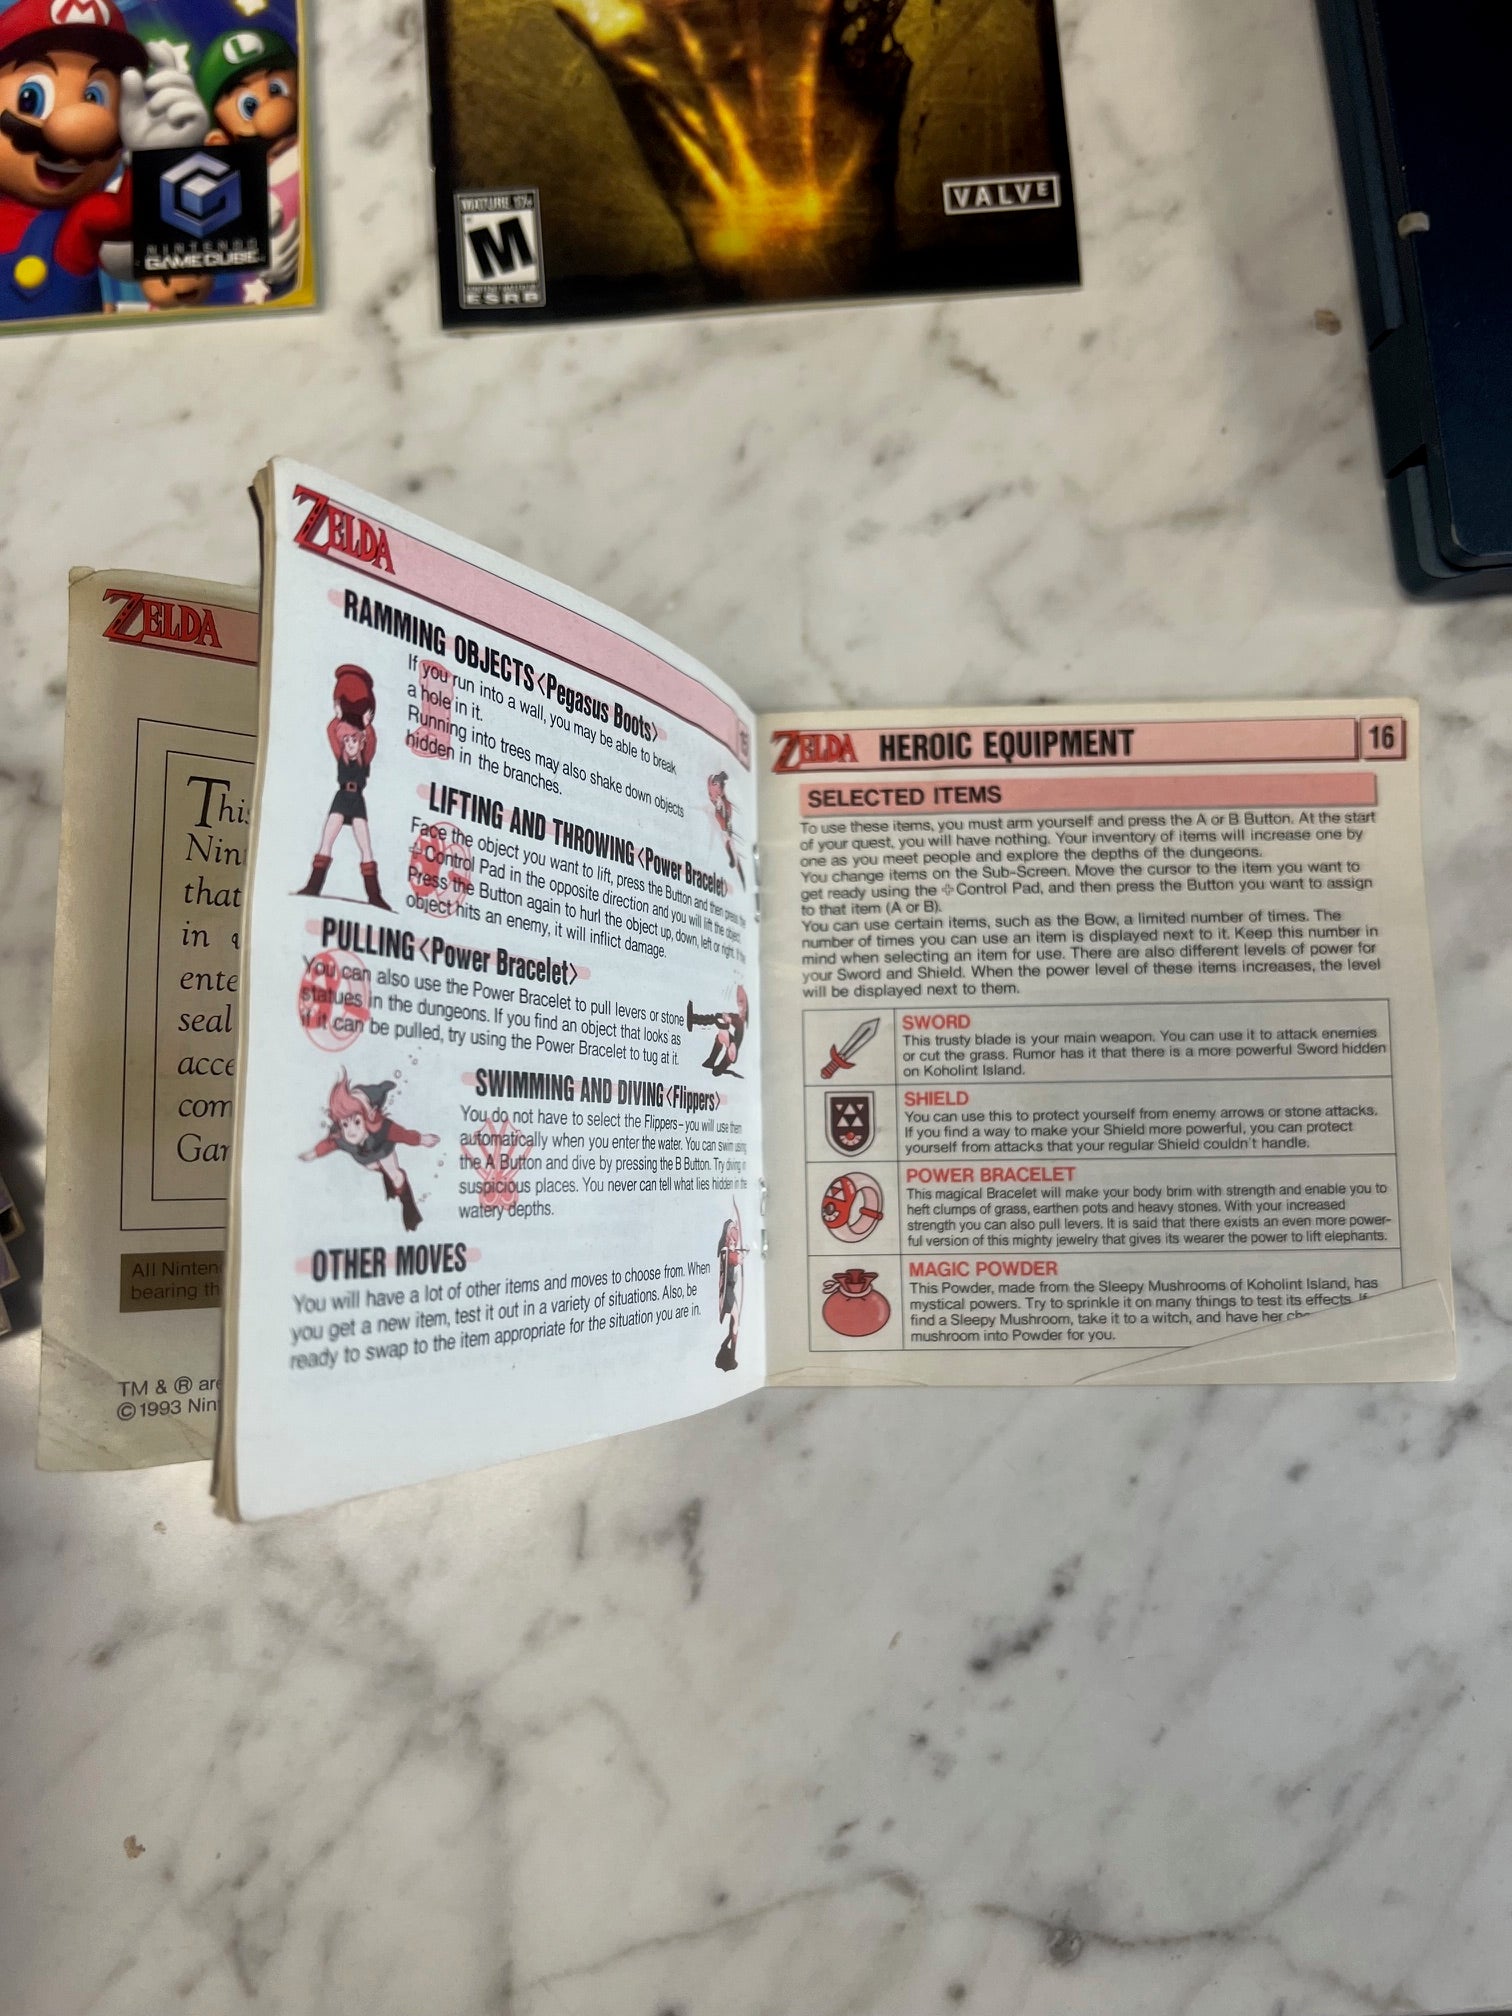 NINTENDO
GAMECUBE
MATURE 17+
M
ESRB
VALVE
ZELDA
This
Nin
that
in
ente
seal
acce
com
Gar
All Ninten
bearing th
TM & ® are
©1993 Nin
ZELDA
15
RAMMING OBJECTS <Pegasus Boots>
If you run into a wall, you may be able to break
a hole in it.
Running into trees may also shake down objects
hidden in the branches.
LIFTING AND THROWING <Power Bracelet>
Face the object you want to lift, press the Button and then press the
+Control Pad in the opposite direction and you will lift the object.
Press the Button again to hurl the object up, down, left or right. If the
object hits an enemy, it will inflict damage.
PULLING <Power Bracelet>
You can also use the Power Bracelet to pull levers or stone
statues in the dungeons. If you find an object that looks as
if it can be pulled, try using the Power Bracelet to tug at it.
SWIMMING AND DIVING <Flippers>
You do not have to select the Flippers–you will use them
automatically when you enter the water. You can swim using
the A Button and dive by pressing the B Button. Try diving in
suspicious places. You never can tell what lies hidden in the
watery depths.
OTHER MOVES
You will have a lot of other items and moves to choose from. When
you get a new item, test it out in a variety of situations. Also, be
ready to swap to the item appropriate for the situation you are in.
ZELDA HEROIC EQUIPMENT 16
SELECTED ITEMS
To use these items, you must arm yourself and press the A or B Button. At the start
of your quest, you will have nothing. Your inventory of items will increase one by
one as you meet people and explore the depths of the dungeons.
You change items on the Sub-Screen. Move the cursor to the item you want to
get ready using the +Control Pad, and then press the Button you want to assign
to that item (A or B).
You can use certain items, such as the Bow, a limited number of times. The
number of times you can use an item is displayed next to it. Keep this number in
mind when selecting an item for use. There are also different levels of power for
your Sword and Shield. When the power level of these items increases, the level
will be displayed next to them.
SWORD
This trusty blade is your main weapon. You can use it to attack enemies
or cut the grass. Rumor has it that there is a more powerful Sword hidden
on Koholint Island.
SHIELD
You can use this to protect yourself from enemy arrows or stone attacks.
If you find a way to make your Shield more powerful, you can protect
yourself from attacks that your regular Shield couldn't handle.
POWER BRACELET
This magical Bracelet will make your body brim with strength and enable you to
heft clumps of grass, earthen pots and heavy stones. With your increased
strength you can also pull levers. It is said that there exists an even more power-
ful version of this mighty jewelry that gives its wearer the power to lift elephants.
MAGIC POWDER
This Powder, made from the Sleepy Mushrooms of Koholint Island, has
mystical powers. Try to sprinkle it on many things to test its effects. If
find a Sleepy Mushroom, take it to a witch, and have her
mushroom into Powder for you.